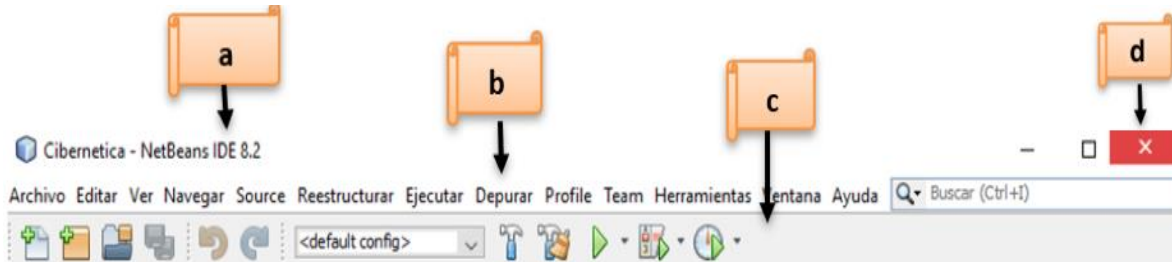 a
b
c
d
Cibernetica - NetBeans IDE 8.2
Archivo Editar Ver Navegar Source Reestructurar Ejecutar Depurar Profile Team Herramientas Ventana Ayuda Buscar (Ctrl+I)
<default config>